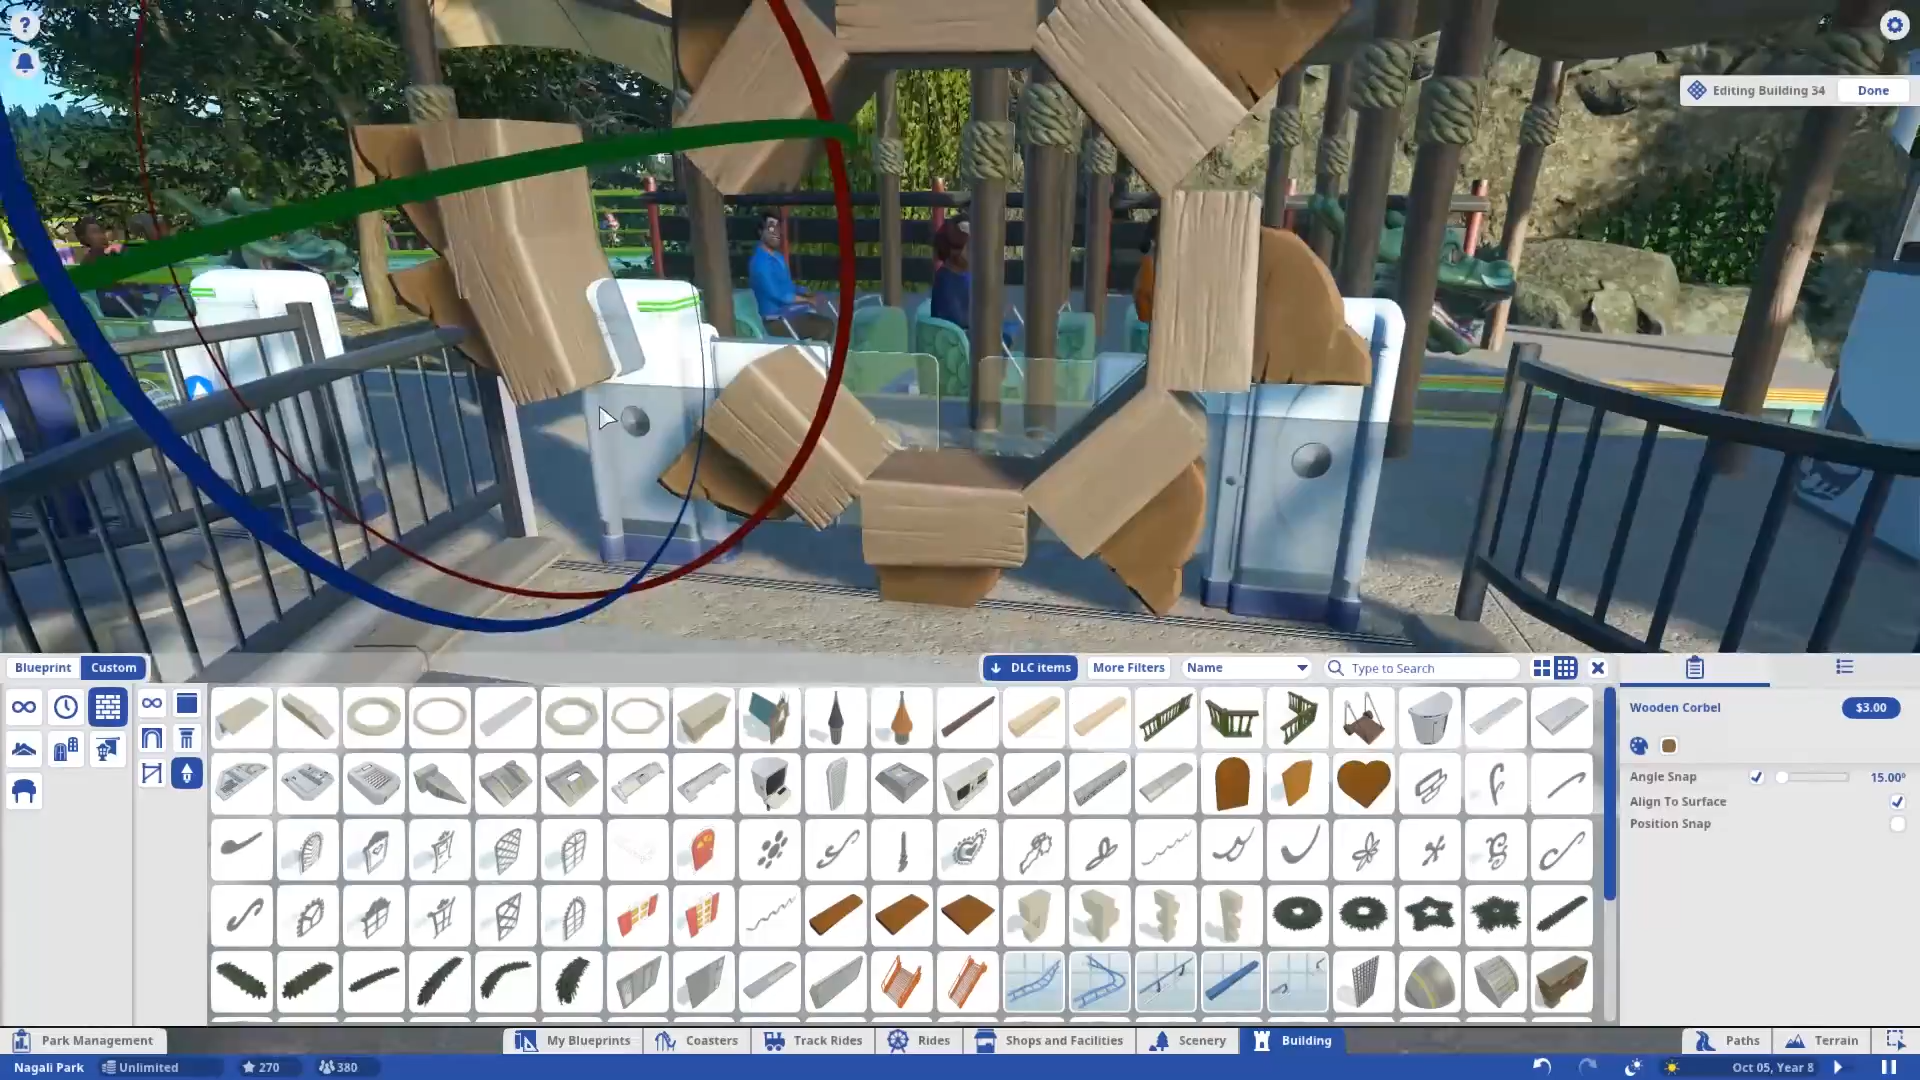 ?
Editing Building 34
Done
Blueprint
Custom
DLC items
More Filters
Name
Type to Search
Wooden Corbel
$3.00
Angle Snap
15.00°
Align To Surface
Position Snap
Park Management
My Blueprints
Coasters
Track Rides
Rides
Shops and Facilities
Scenery
Building
Paths
Terrain
Nagali Park
Unlimited
270
380
Oct 05, Year 8